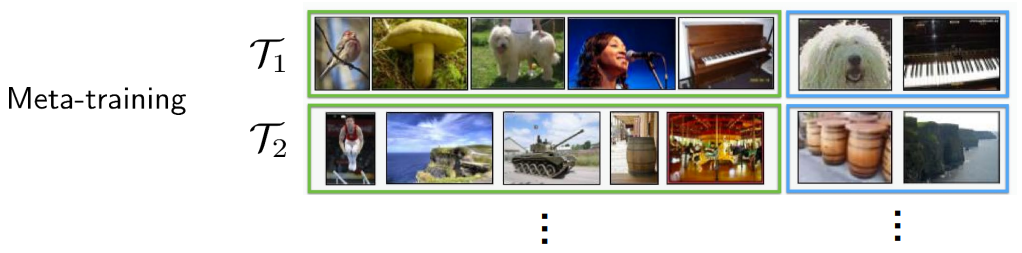 𝒯₁
Meta-training
𝒯₂